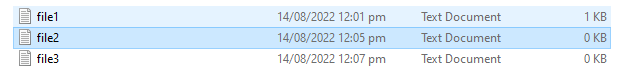 file1 14/08/2022 12:01 pm Text Document 1 KB
file2 14/08/2022 12:05 pm Text Document 0 KB
file3 14/08/2022 12:07 pm Text Document 0 KB